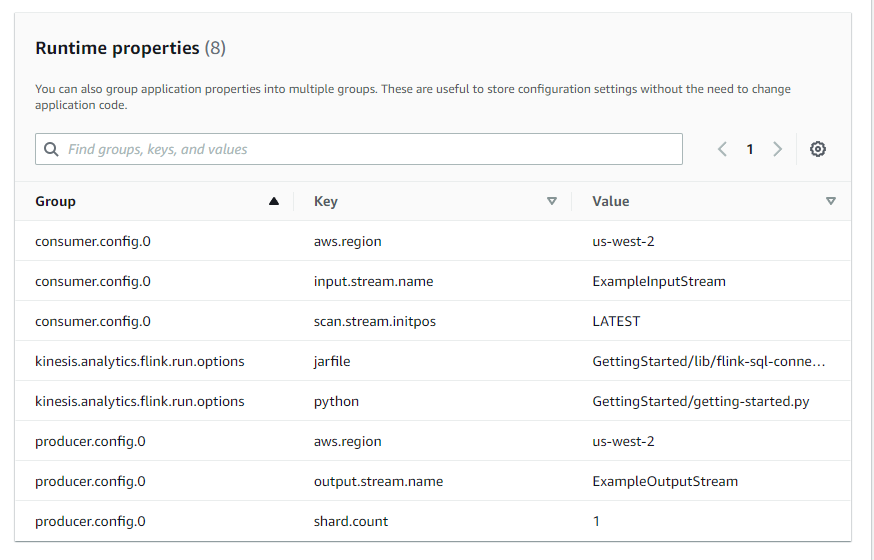 Runtime properties (8)
You can also group application properties into multiple groups. These are useful to store configuration settings without the need to change
application code.
Find groups, keys, and values 1
Group Key Value
consumer.config.0 aws.region us-west-2
consumer.config.0 input.stream.name ExampleInputStream
consumer.config.0 scan.stream.initpos LATEST
kinesis.analytics.flink.run.options jarfile GettingStarted/lib/flink-sql-conne...
kinesis.analytics.flink.run.options python GettingStarted/getting-started.py
producer.config.0 aws.region us-west-2
producer.config.0 output.stream.name ExampleOutputStream
producer.config.0 shard.count 1